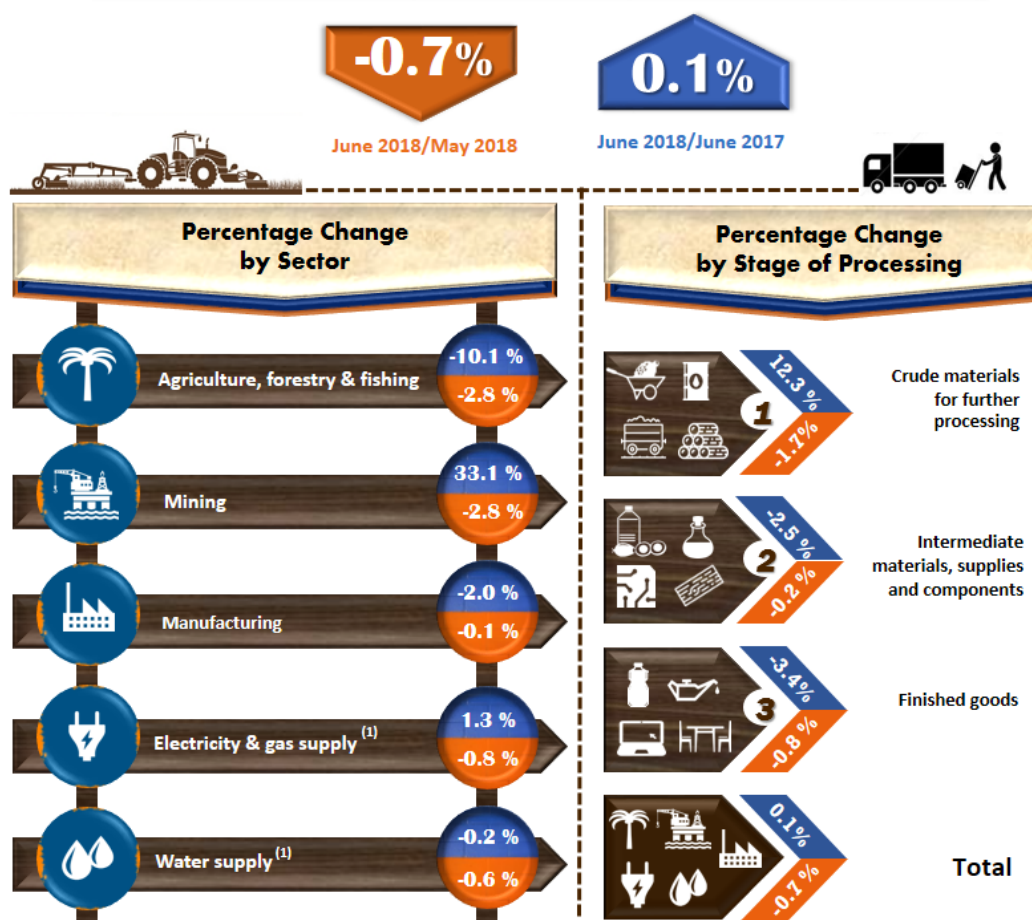 -0.7%
0.1%
June 2018/May 2018
June 2018/June 2017
Percentage Change
by Sector
Agriculture, forestry & fishing
-10.1 %
-2.8 %
Mining
33.1 %
-2.8 %
Manufacturing
-2.0 %
-0.1 %
Electricity & gas supply (1)
1.3 %
-0.8 %
Water supply (1)
-0.2 %
-0.6 %
Percentage Change
by Stage of Processing
1
12.3 %
-1.7%
Crude materials
for further
processing
2
-2.5 %
-0.2 %
Intermediate
materials, supplies
and components
3
-3.4%
-0.8 %
Finished goods
0.1%
-0.7 %
Total